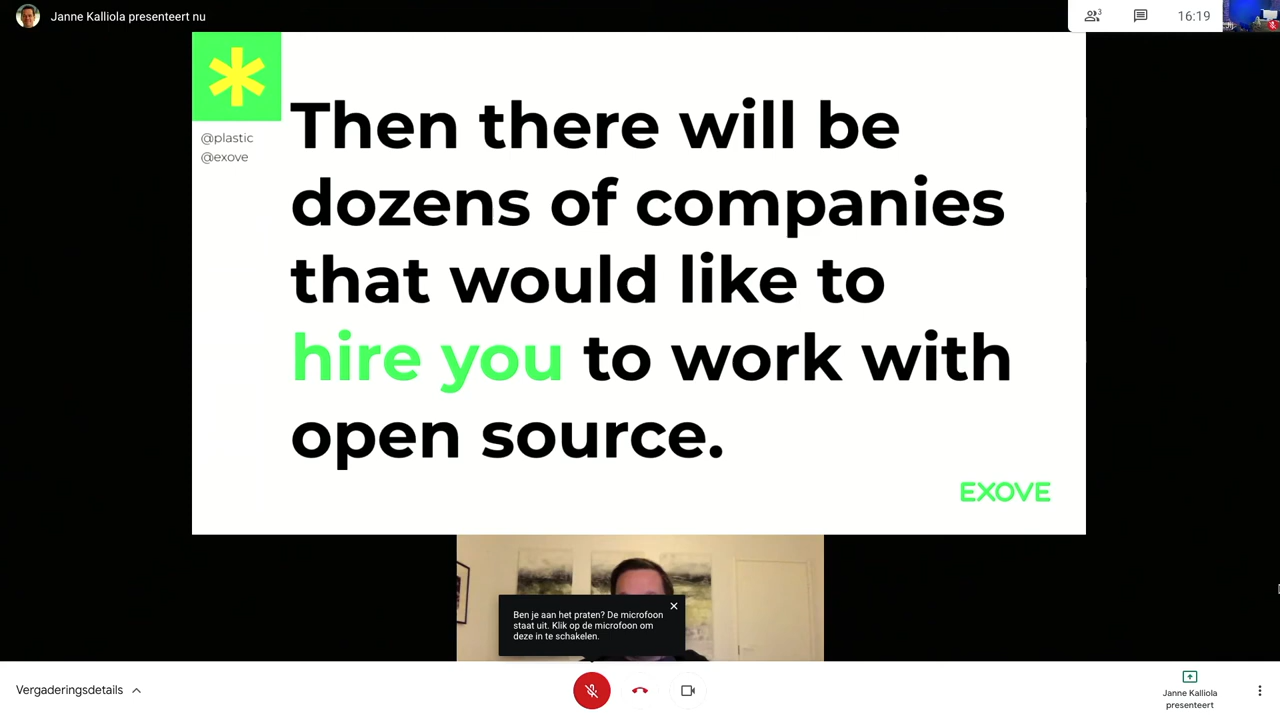 Janne Kalliola presenteert nu
3
16:19
@plastic
@exove
Then there will be
dozens of companies
that would like to
hire you to work with
open source.
EXOVE
Ben je aan het praten? De microfoon
staat uit. Klik op de microfoon om
deze in te schakelen.
Vergaderingsdetails
Janne Kalliola
presenteert